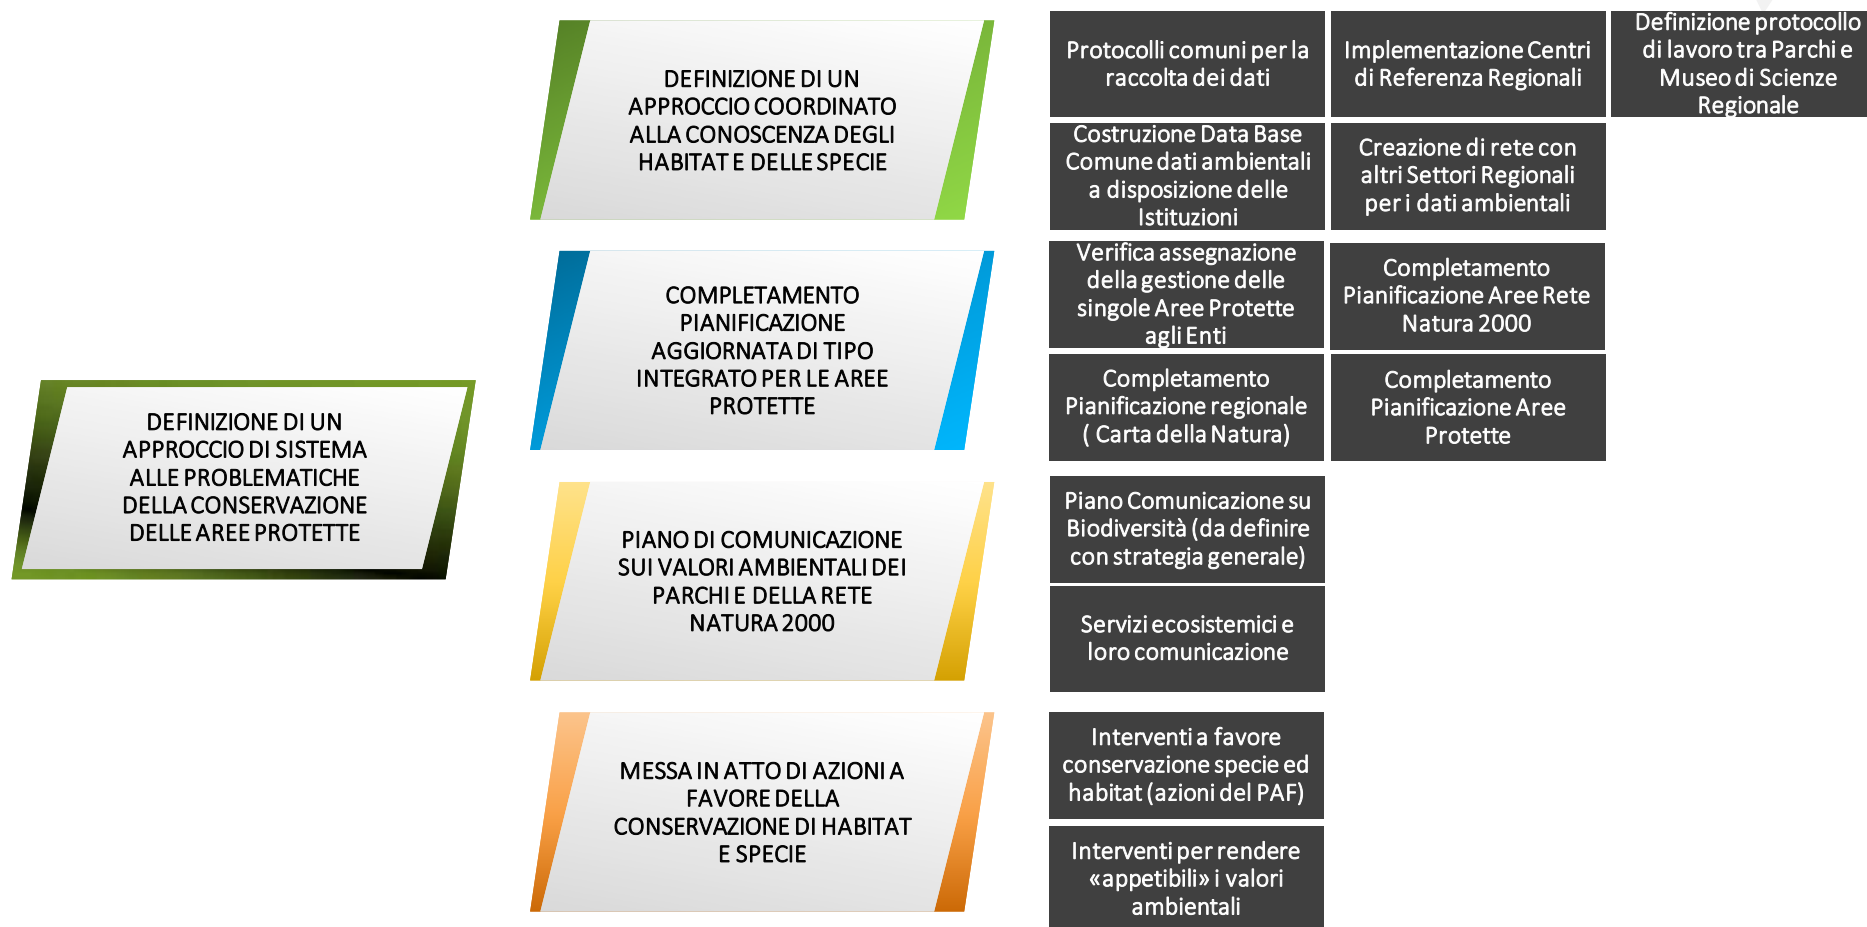 DEFINIZIONE DI UN
APPROCCIO DI SISTEMA
ALLE PROBLEMATICHE
DELLA CONSERVAZIONE
DELLE AREE PROTETTE
DEFINIZIONE DI UN
APPROCCIO COORDINATO
ALLA CONOSCENZA DEGLI
HABITAT E DELLE SPECIE
Protocolli comuni per la
raccolta dei dati
Implementazione Centri
di Referenza Regionali
Definizione protocollo
di lavoro tra Parchi e
Museo di Scienze
Regionale
Costruzione Data Base
Comune dati ambientali
a disposizione delle
Istituzioni
Creazione di rete con
altri Settori Regionali
per i dati ambientali
COMPLETAMENTO
PIANIFICAZIONE
AGGIORNATA DI TIPO
INTEGRATO PER LE AREE
PROTETTE
Verifica assegnazione
della gestione delle
singole Aree Protette
agli Enti
Completamento
Pianificazione Aree Rete
Natura 2000
Completamento
Pianificazione regionale
( Carta della Natura)
Completamento
Pianificazione Aree
Protette
PIANO DI COMUNICAZIONE
SUI VALORI AMBIENTALI DEI
PARCHI E DELLA RETE
NATURA 2000
Piano Comunicazione su
Biodiversità (da definire
con strategia generale)
Servizi ecosistemici e
loro comunicazione
MESSA IN ATTO DI AZIONI A
FAVORE DELLA
CONSERVAZIONE DI HABITAT
E SPECIE
Interventi a favore
conservazione specie ed
habitat (azioni del PAF)
Interventi per rendere
«appetibili» i valori
ambientali